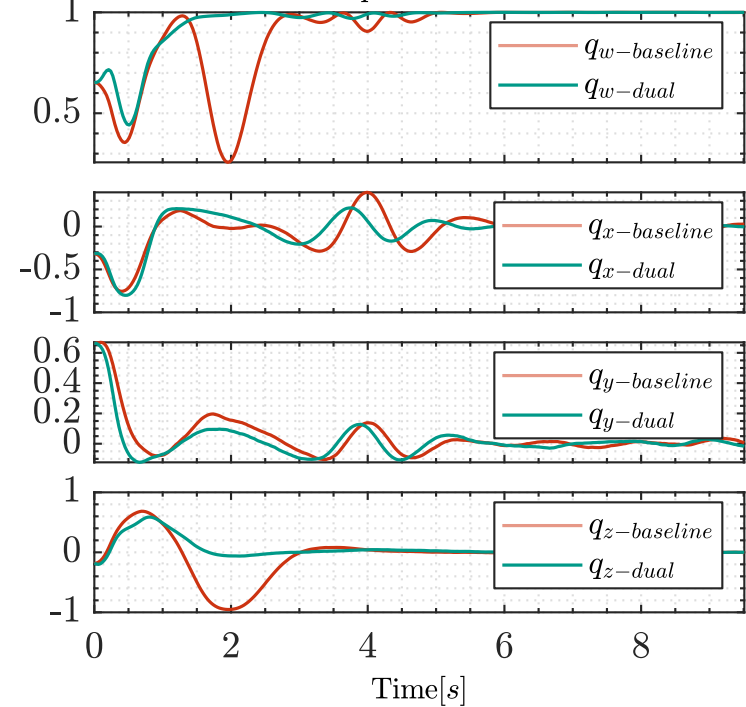 1
0.5
q_{w-baseline}
q_{w-dual}
0
-0.5
-1
q_{x-baseline}
q_{x-dual}
0.6
0.4
0.2
0
q_{y-baseline}
q_{y-dual}
1
0
-1
q_{z-baseline}
q_{z-dual}
0 2 4 6 8
Time[s]